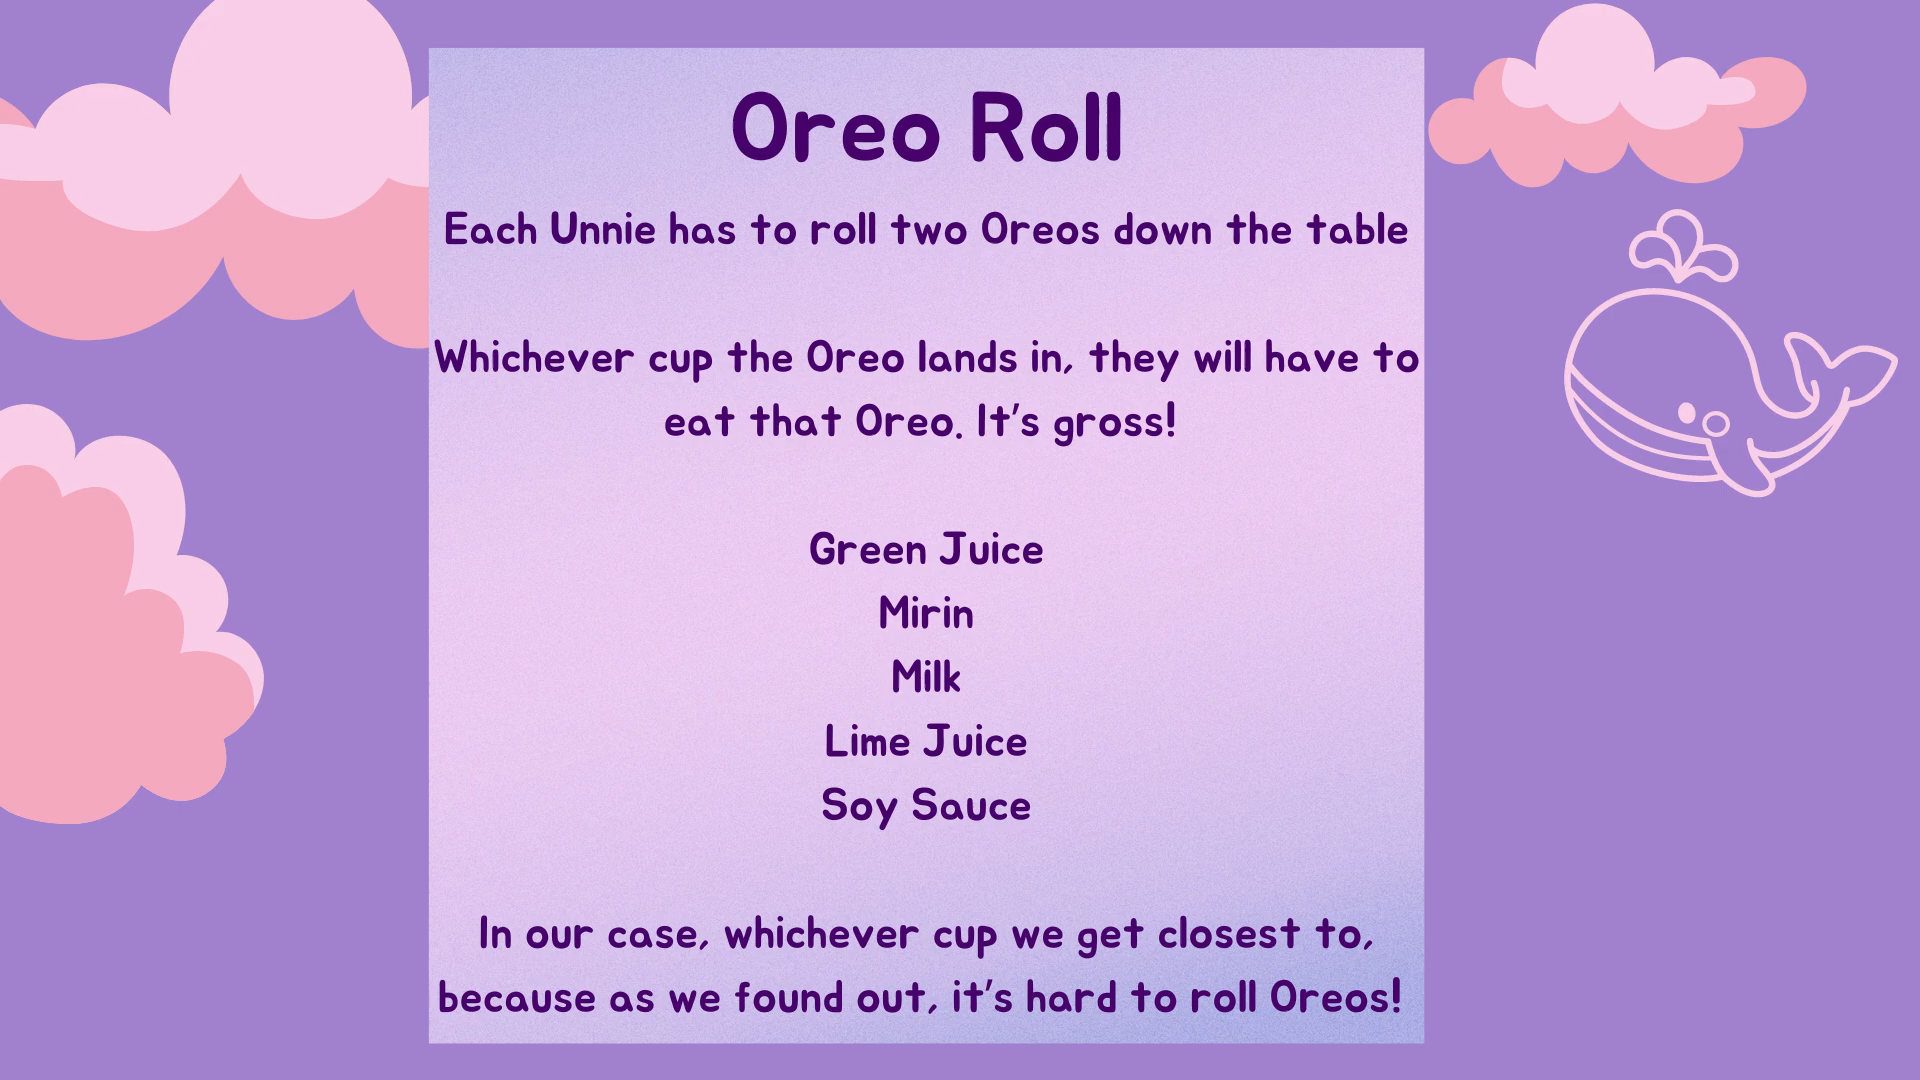 Oreo Roll
Each Unnie has to roll two Oreos down the table
Whichever cup the Oreo lands in, they will have to
eat that Oreo. It's gross!
Green Juice
Mirin
Milk
Lime Juice
Soy Sauce
In our case, whichever cup we get closest to,
because as we found out, it's hard to roll Oreos!